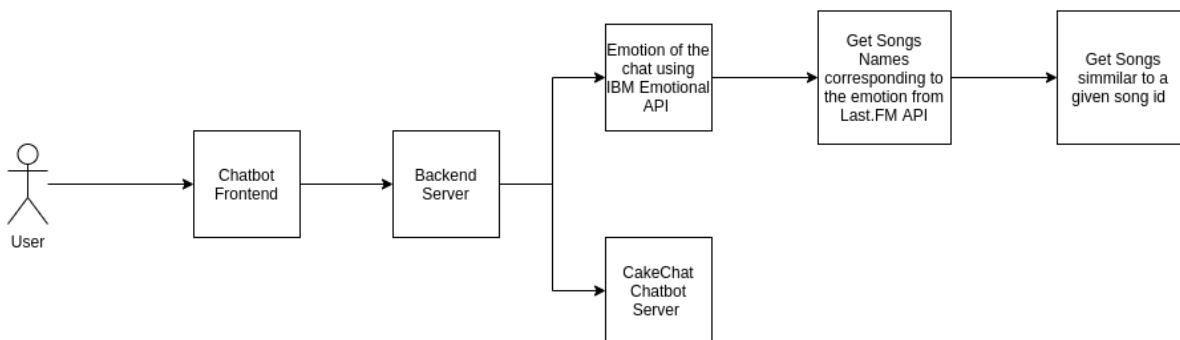 User
Chatbot
Frontend
Backend
Server
Emotion of the
chat using
IBM Emotional
API
Get Songs
Names
corresponding to
the emotion from
Last.FM API
Get Songs
simmilar to a
given song id
CakeChat
Chatbot
Server